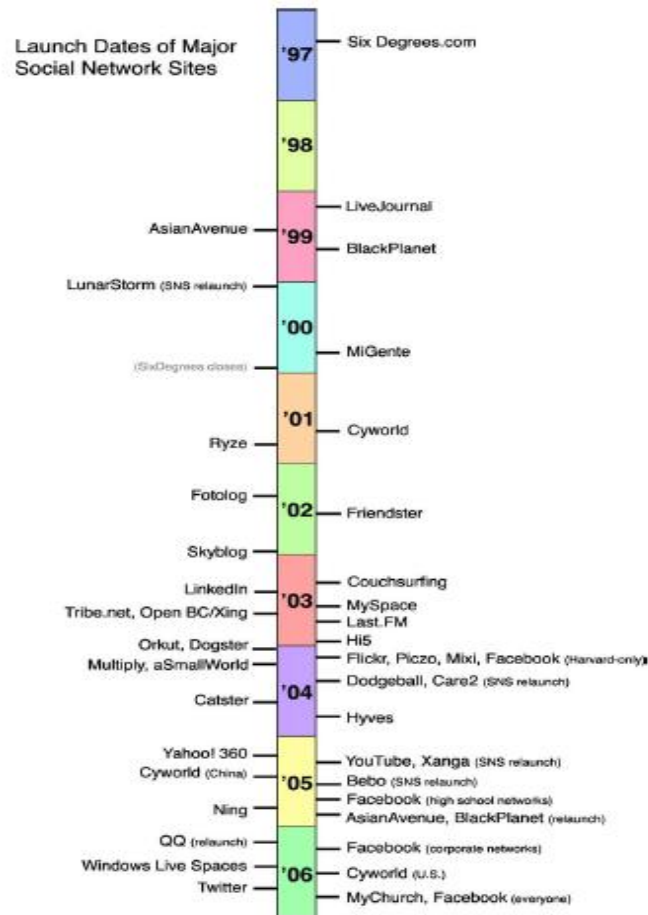 Launch Dates of Major
Social Network Sites
'97
Six Degrees.com
'98
LiveJournal
AsianAvenue
'99
BlackPlanet
LunarStorm (SNS relaunch)
'00
MiGente
(SixDegrees closes)
'01
Cyworld
Ryze
Fotolog
'02
Friendster
Skyblog
Couchsurfing
LinkedIn
'03
MySpace
Tribe.net, Open BC/Xing
Last.FM
Hi5
Orkut, Dogster
Flickr, Piczo, Mixi, Facebook (Harvard-only)
Multiply, aSmallWorld
Dodgeball, Care2 (SNS relaunch)
'04
Catster
Hyves
Yahoo! 360
YouTube, Xanga (SNS relaunch)
Cyworld (China)
Bebo (SNS relaunch)
'05
Facebook (high school networks)
Ning
AsianAvenue, BlackPlanet (relaunch)
QQ (relaunch)
Facebook (corporate networks)
Windows Live Spaces
'06
Cyworld (U.S.)
Twitter
MyChurch, Facebook (everyone)